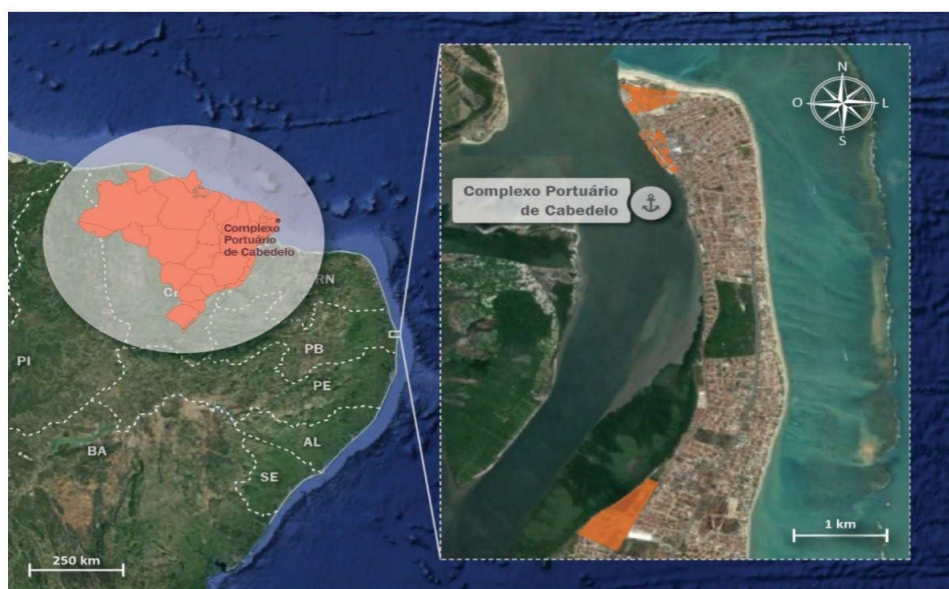 Complexo
Portuário
de Cabedelo
RN
PB
PI
PE
BA
AL
SE
250 km
Complexo Portuário
de Cabedelo
N
O
L
S
1 km